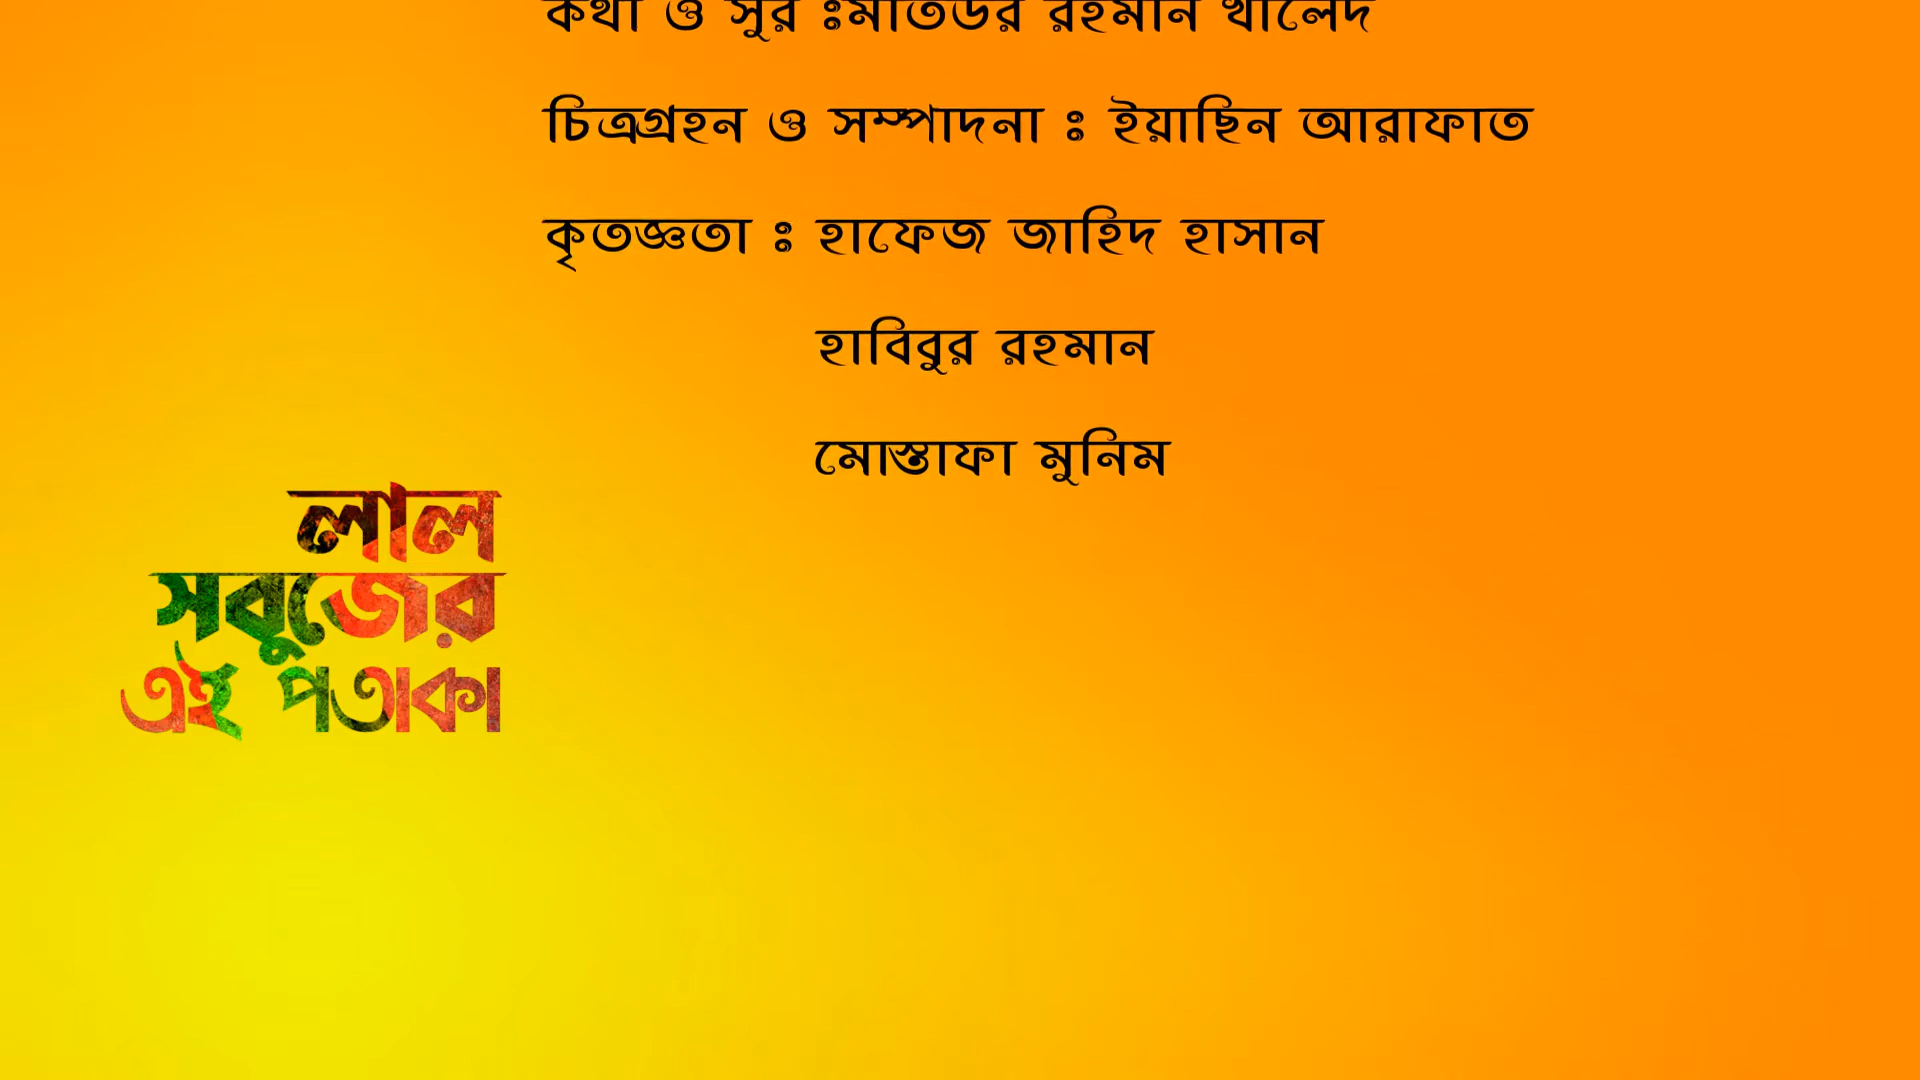 কথা ও সুর ঃমতিউর রহমান খালেদ
চিত্রগ্রহন ও সম্পাদনা ঃ ইয়াছিন আরাফাত
কৃতজ্ঞতা ঃ হাফেজ জাহিদ হাসান
হাবিবুর রহমান
মোস্তাফা মুনিম
লাল
সবুজের
এই পতাকা